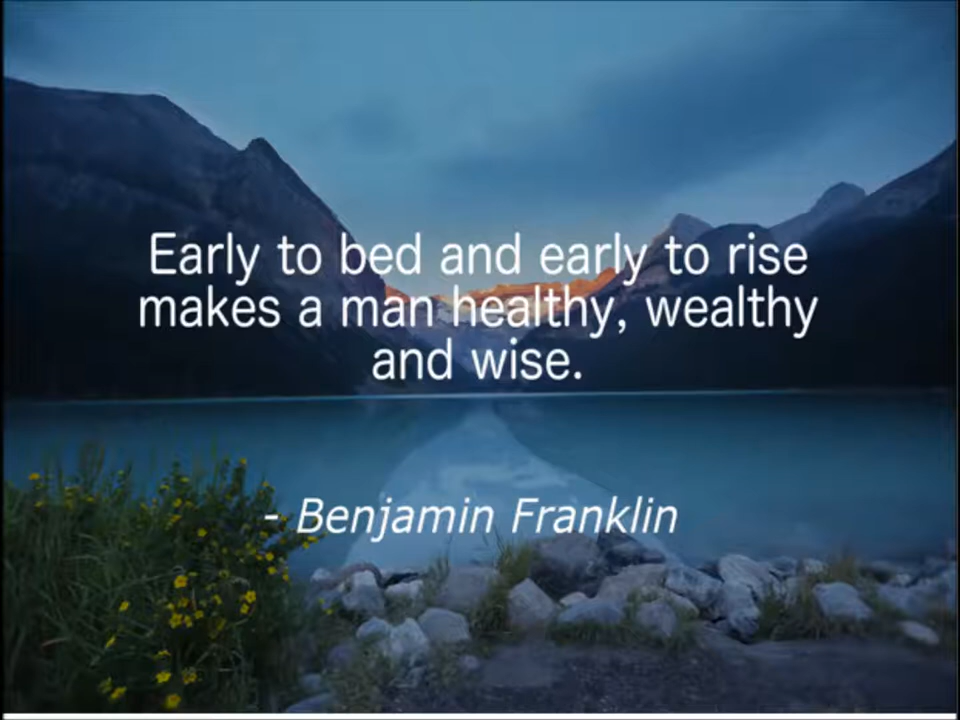 Early to bed and early to rise
makes a man healthy, wealthy
and wise.
- Benjamin Franklin